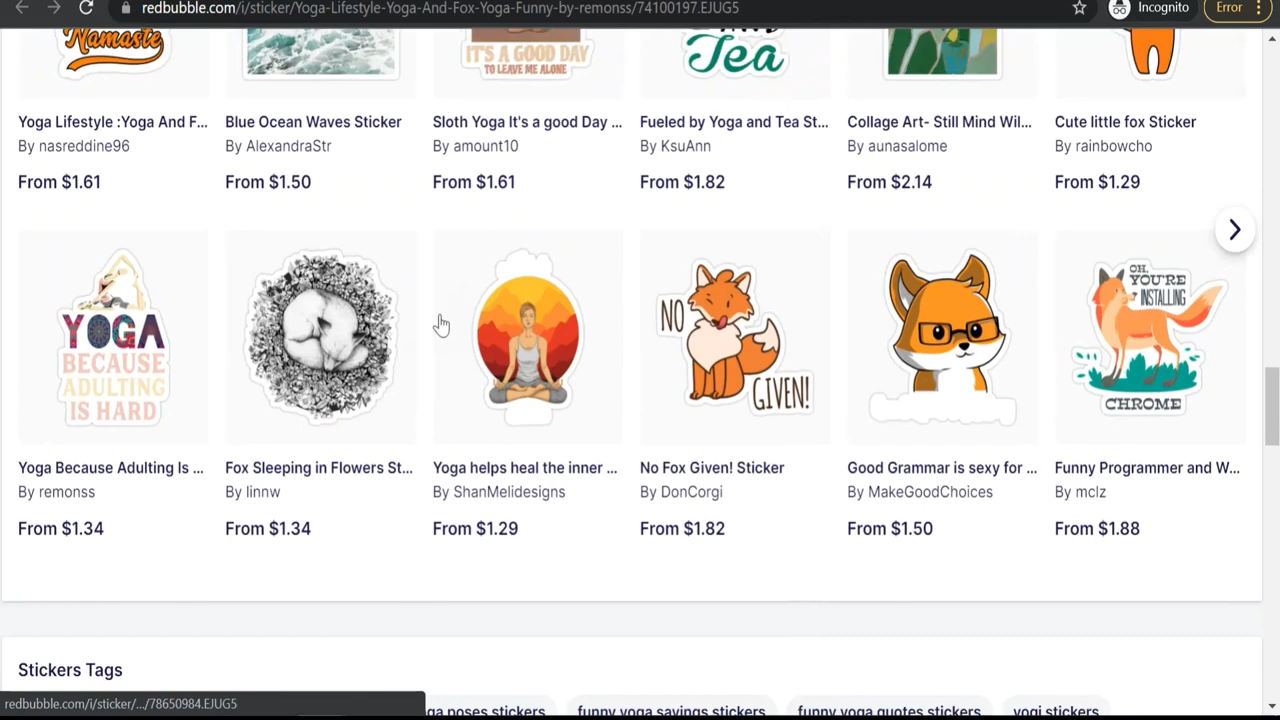 redbubble.com/i/sticker/Yoga-Lifestyle-Yoga-And-Fox-Yoga-Funny-by-remonss/74100197.EJUG5
Incognito
Error
Namaste
IT'S A GOOD DAY
TO LEAVE ME ALONE
Tea
Yoga Lifestyle :Yoga And F...
Blue Ocean Waves Sticker
Sloth Yoga It's a good Day ...
Fueled by Yoga and Tea St...
Collage Art- Still Mind Wil...
Cute little fox Sticker
By nasreddine96
By AlexandraStr
By amount10
By KsuAnn
By aunasalome
By rainbowcho
From $1.61
From $1.50
From $1.61
From $1.82
From $2.14
From $1.29
YOGA
BECAUSE
ADULTING
IS HARD
NO
GIVEN!
OH,
YOU'RE
INSTALLING
CHROME
Yoga Because Adulting Is ...
Fox Sleeping in Flowers St...
Yoga helps heal the inner ...
No Fox Given! Sticker
Good Grammar is sexy for ...
Funny Programmer and W...
By remonss
By linnw
By ShanMelidesigns
By DonCorgi
By MakeGoodChoices
By mclz
From $1.34
From $1.34
From $1.29
From $1.82
From $1.50
From $1.88
Stickers Tags
redbubble.com/i/sticker/.../78650984.EJUG5
ga poses stickers
funny yoga sayings stickers
funny yoga quotes stickers
yogi stickers